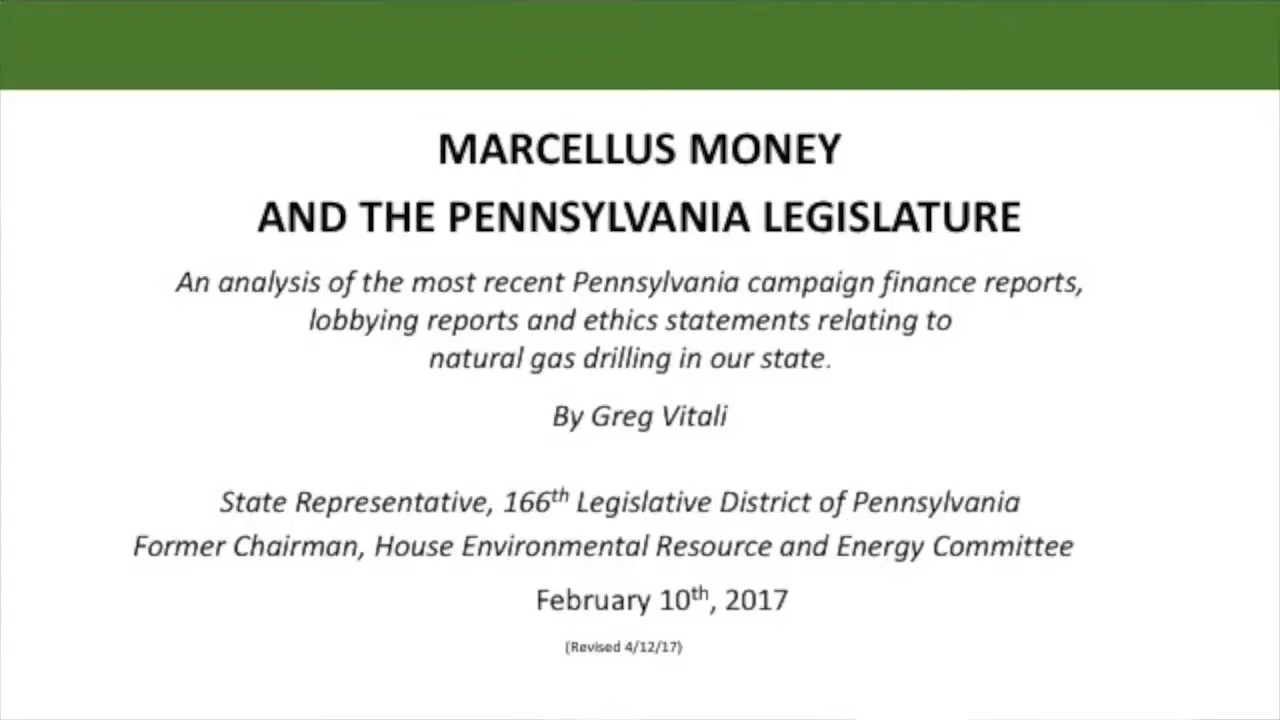 MARCELLUS MONEY
AND THE PENNSYLVANIA LEGISLATURE
An analysis of the most recent Pennsylvania campaign finance reports,
lobbying reports and ethics statements relating to
natural gas drilling in our state.
By Greg Vitali
State Representative, 166th Legislative District of Pennsylvania
Former Chairman, House Environmental Resource and Energy Committee
February 10th, 2017
(Revised 4/12/17)